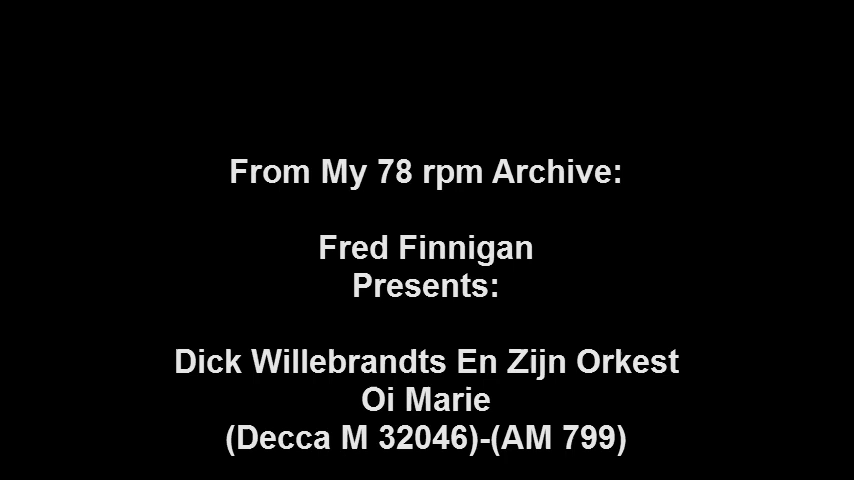 From My 78 rpm Archive:
Fred Finnigan
Presents:
Dick Willebrandts En Zijn Orkest
Oi Marie
(Decca M 32046)-(AM 799)